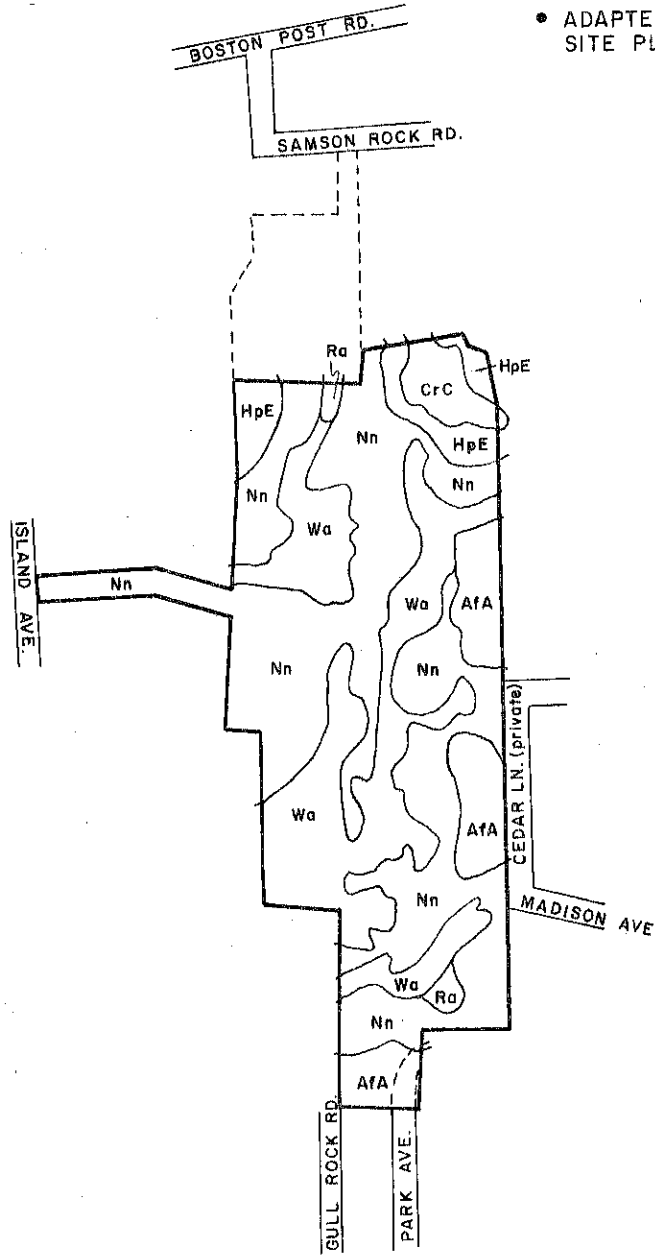 • ADAPTE
SITE PL
BOSTON POST RD.
SAMSON ROCK RD.
Ra
HpE
CrC
HpE
HpE
Nn
Nn
Nn
Wa
ISLAND AVE.
Nn
Wa
AfA
Nn
Nn
CEDAR LN. (private)
Wa
AfA
Nn
MADISON AVE
Wa
Ra
Nn
AfA
GULL ROCK RD.
PARK AVE.